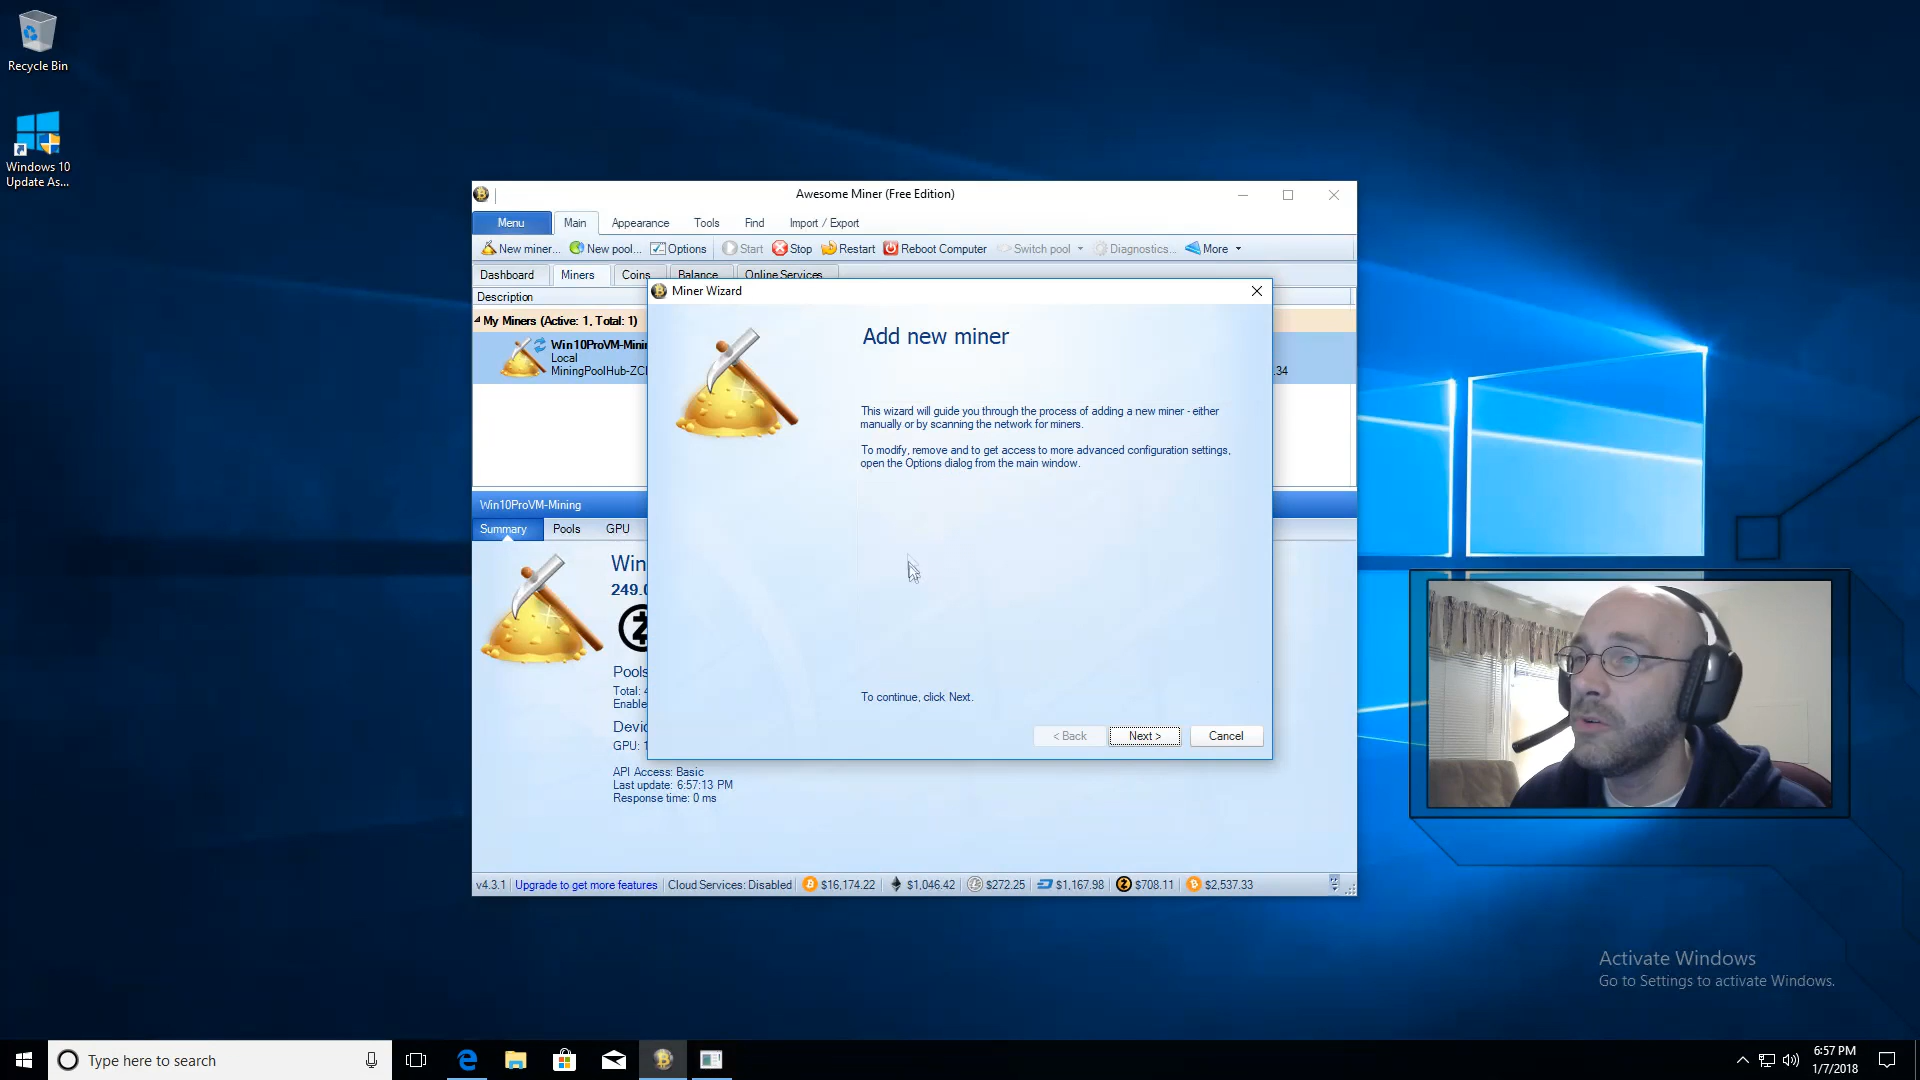 Recycle Bin
Windows 10
Update As...
Awesome Miner (Free Edition)
Menu
Main
Appearance
Tools
Find
Import / Export
New miner...
New pool...
Options
Start
Stop
Restart
Reboot Computer
Switch pool
Diagnostics...
More
Dashboard
Miners
Coins
Balance
Online Services
Description
My Miners (Active: 1, Total: 1)
Win10ProVM-Mini
Local
MiningPoolHub-ZC
34
Miner Wizard
Add new miner
This wizard will guide you through the process of adding a new miner - either
manually or by scanning the network for miners.
To modify, remove and to get access to more advanced configuration settings,
open the Options dialog from the main window.
To continue, click Next.
< Back
Next >
Cancel
Win10ProVM-Mining
Summary
Pools
GPU
Win
249.
Pools
Total:
Enable
Devic
GPU: 1
API Access: Basic
Last update: 6:57:13 PM
Response time: 0 ms
v4.3.1
Upgrade to get more features
Cloud Services: Disabled
$16,174.22
$1,046.42
$272.25
$1,167.98
$708.11
$2,537.33
Activate Windows
Go to Settings to activate Windows.
Type here to search
6:57 PM
1/7/2018